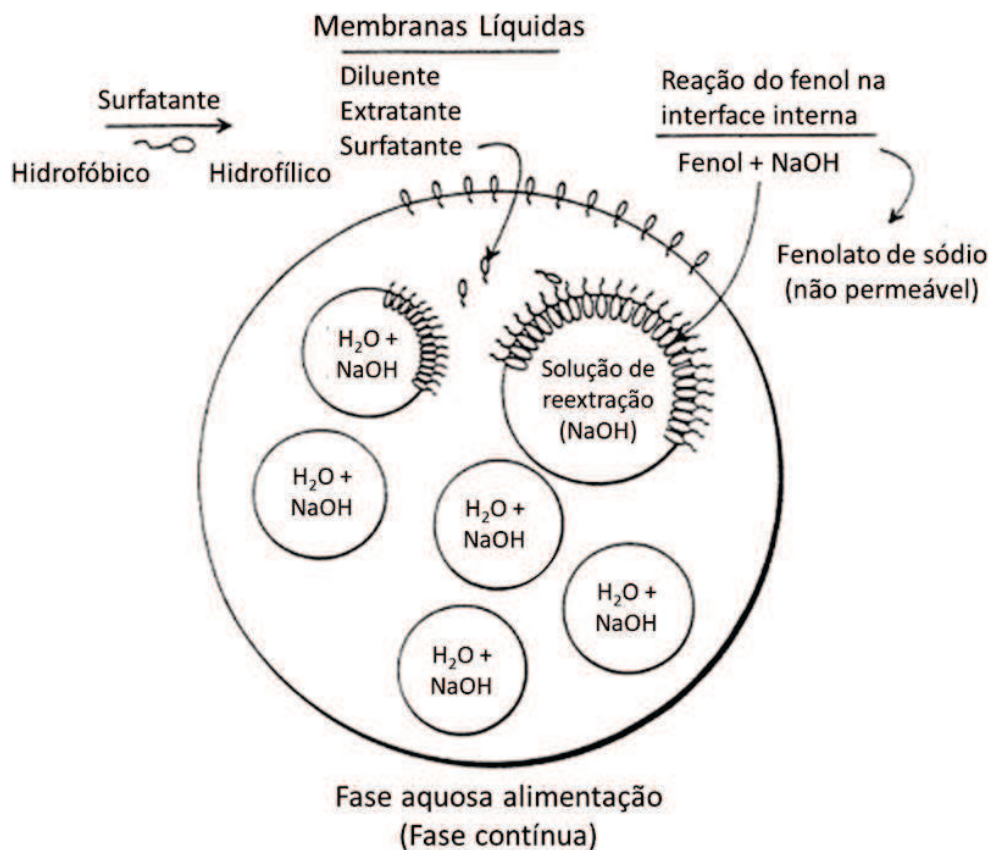 Membranas Líquidas
Diluente
Extratante
Surfatante
Surfatante
Hidrofóbico Hidrofílico
Reação do fenol na
interface interna
Fenol + NaOH
Fenolato de sódio
(não permeável)
H₂O +
NaOH
Solução de
reextração
(NaOH)
H₂O +
NaOH
H₂O +
NaOH
H₂O +
NaOH
H₂O +
NaOH
Fase aquosa alimentação
(Fase contínua)